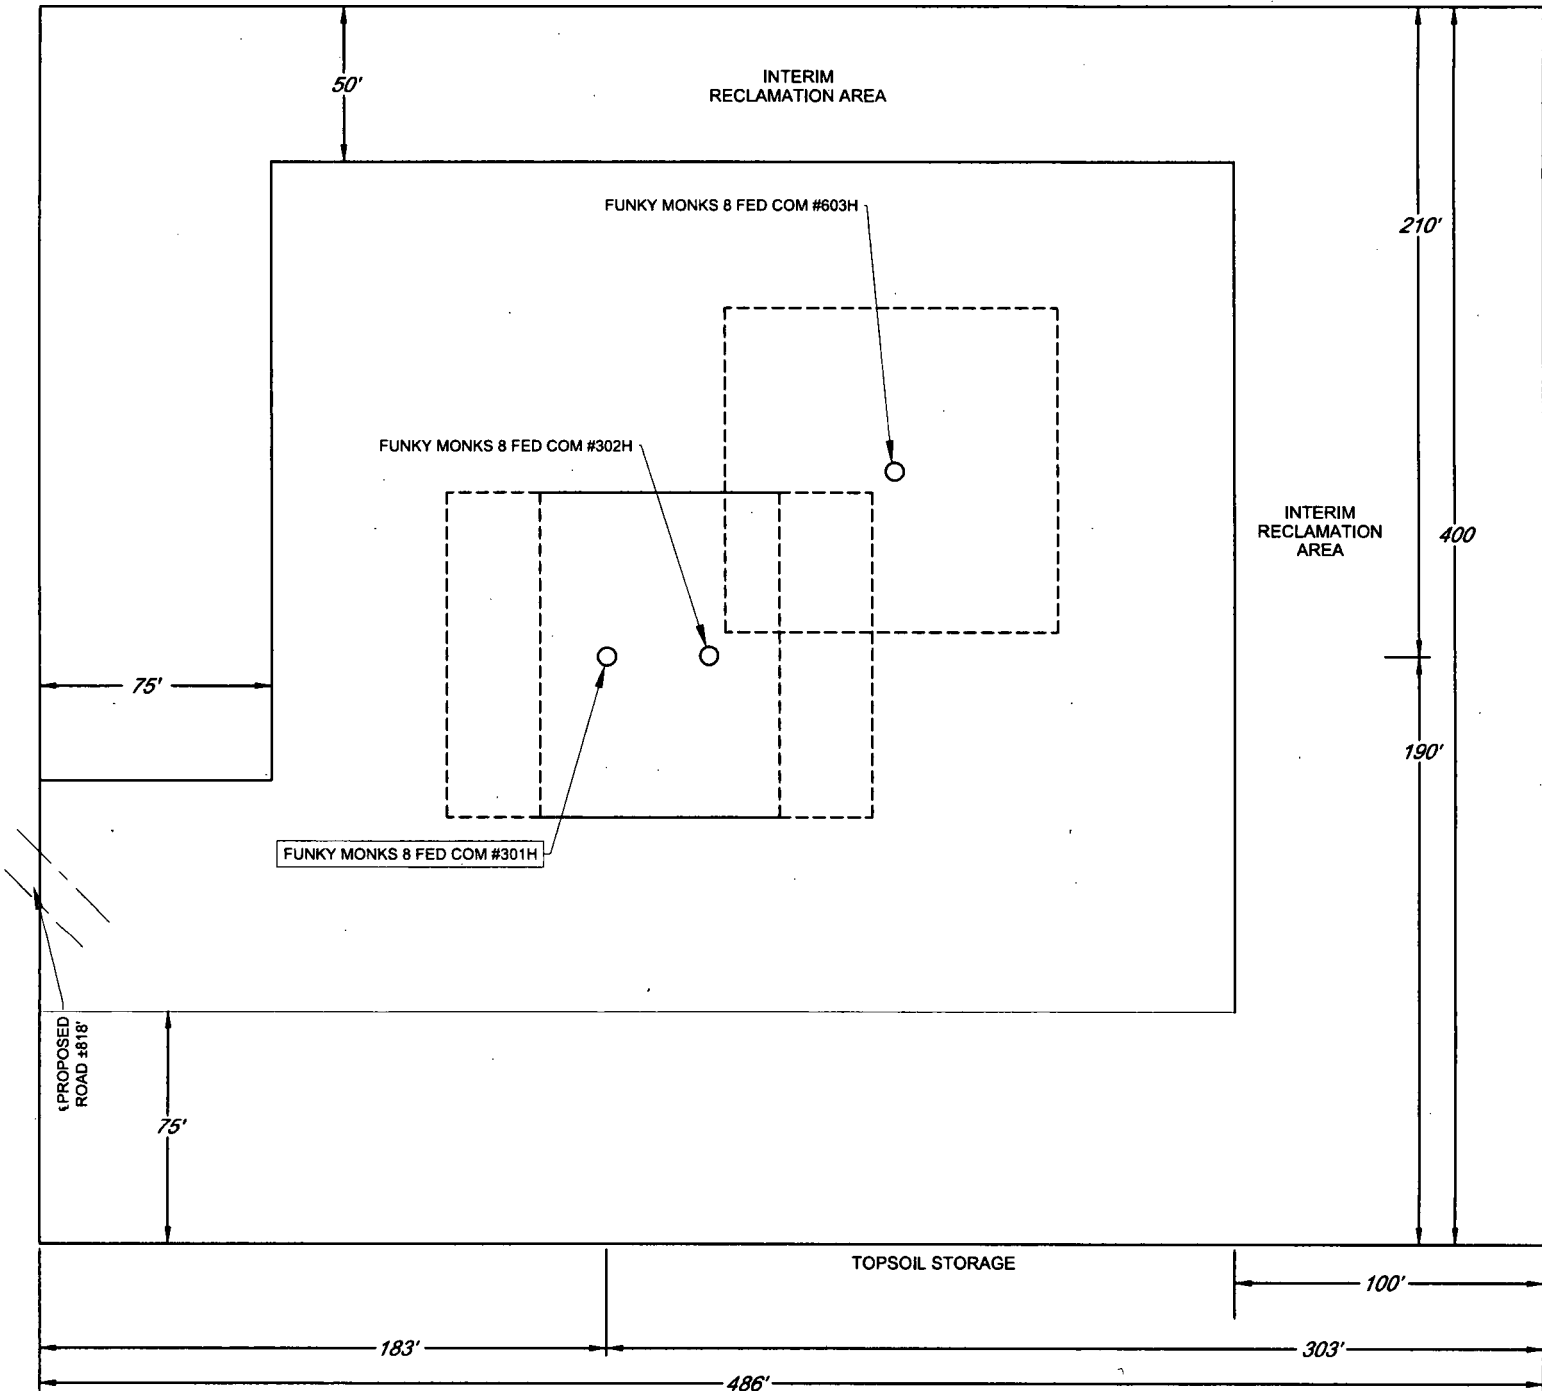 50'
INTERIM
RECLAMATION AREA
FUNKY MONKS 8 FED COM #603H
210'
FUNKY MONKS 8 FED COM #302H
INTERIM
RECLAMATION
AREA
400
75'
190'
FUNKY MONKS 8 FED COM #301H
℄PROPOSED
ROAD ±818'
75'
TOPSOIL STORAGE
100'
183'
303'
486'